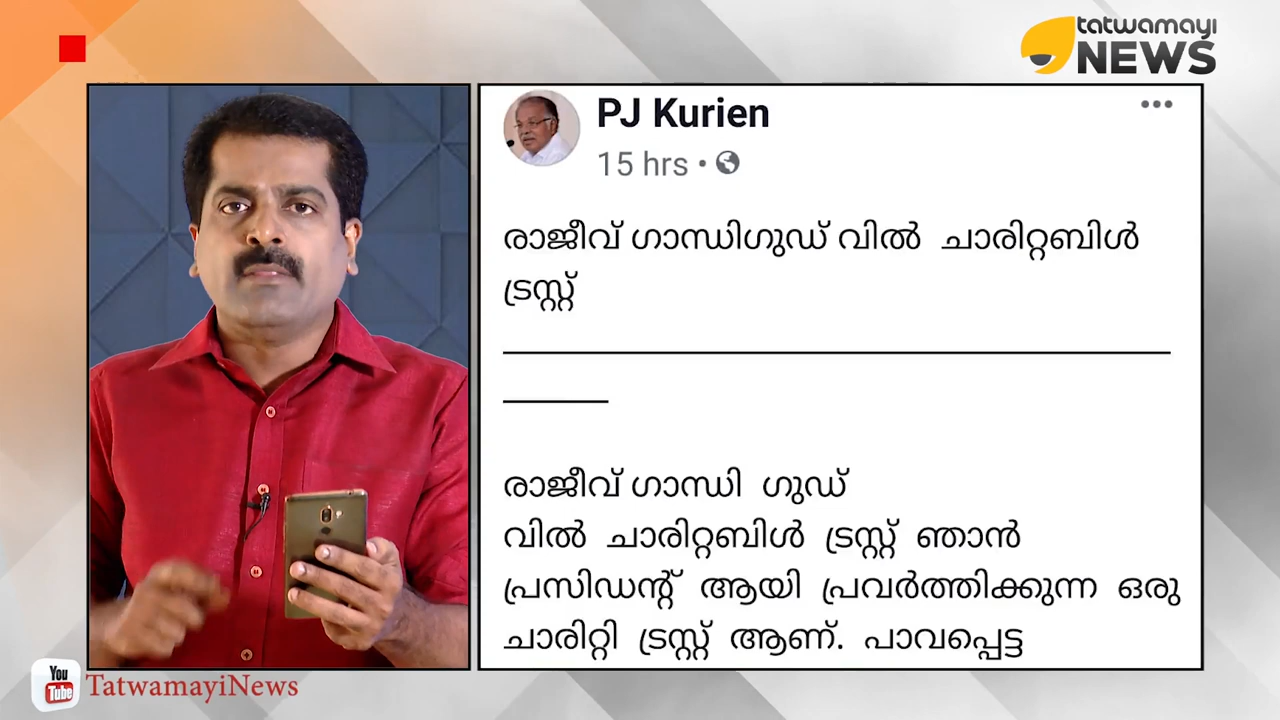 tatwamayi
NEWS
PJ Kurien
15 hrs •
രാജീവ് ഗാന്ധിഗുഡ് വിൽ ചാരിറ്റബിൾ
ട്രസ്റ്റ്
രാജീവ് ഗാന്ധി ഗുഡ്
വിൽ ചാരിറ്റബിൾ ട്രസ്റ്റ് ഞാൻ
പ്രസിഡന്റ് ആയി പ്രവർത്തിക്കുന്ന ഒരു
ചാരിറ്റി ട്രസ്റ്റ് ആണ്. പാവപ്പെട്ട
You
Tube
TatwamayiNews